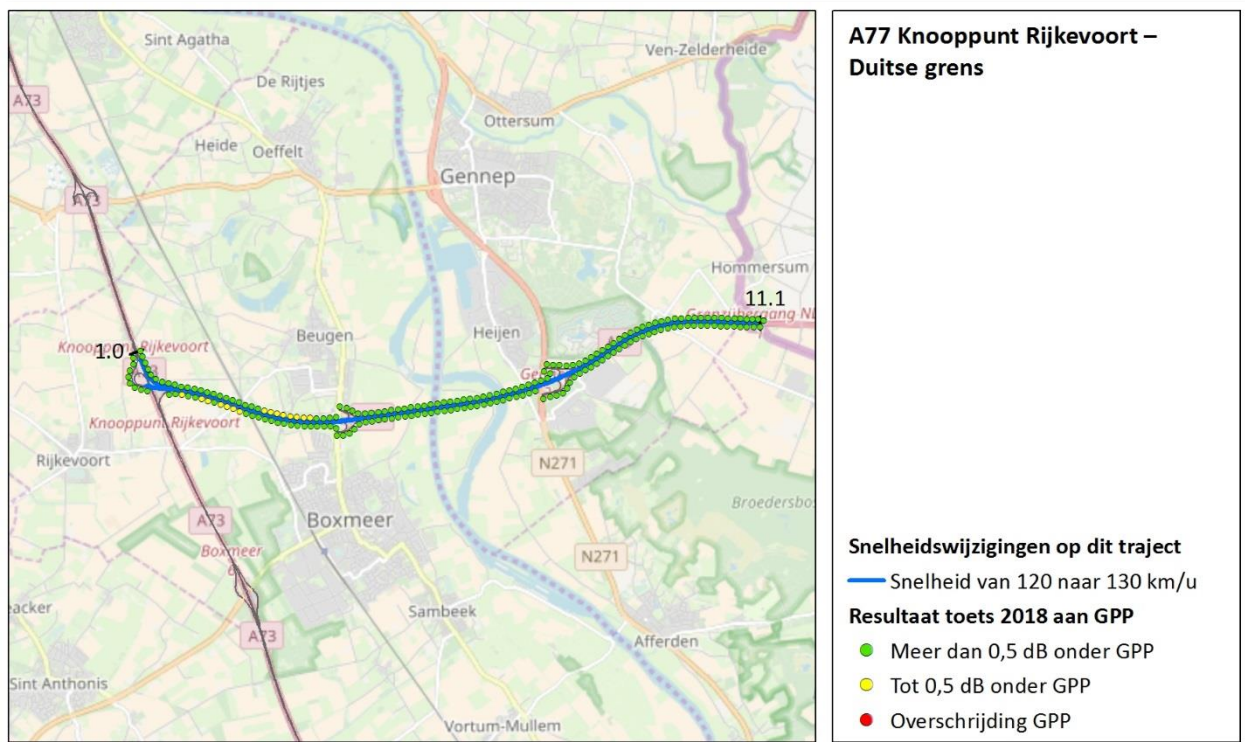 Sint Agatha
Ven-Zelderheide
De Rijtjes
A73
Ottersum
Heide
Oeffelt
Gennep
A73
Hommersum
11.1
Grenzübergang
Heijen
Beugen
1.0
Knooppunt Rijkevoort
Knooppunt Rijkevoort
Rijkevoort
N271
Broedersbos
A73
Boxmeer
Boxmeer
N271
eacker
Sambeek
A73
Afferden
Sint Anthonis
Vortum-Mullem
A77 Knooppunt Rijkevoort –
Duitse grens
Snelheidswijzigingen op dit traject
Snelheid van 120 naar 130 km/u
Resultaat toets 2018 aan GPP
Meer dan 0,5 dB onder GPP
Tot 0,5 dB onder GPP
Overschrijding GPP